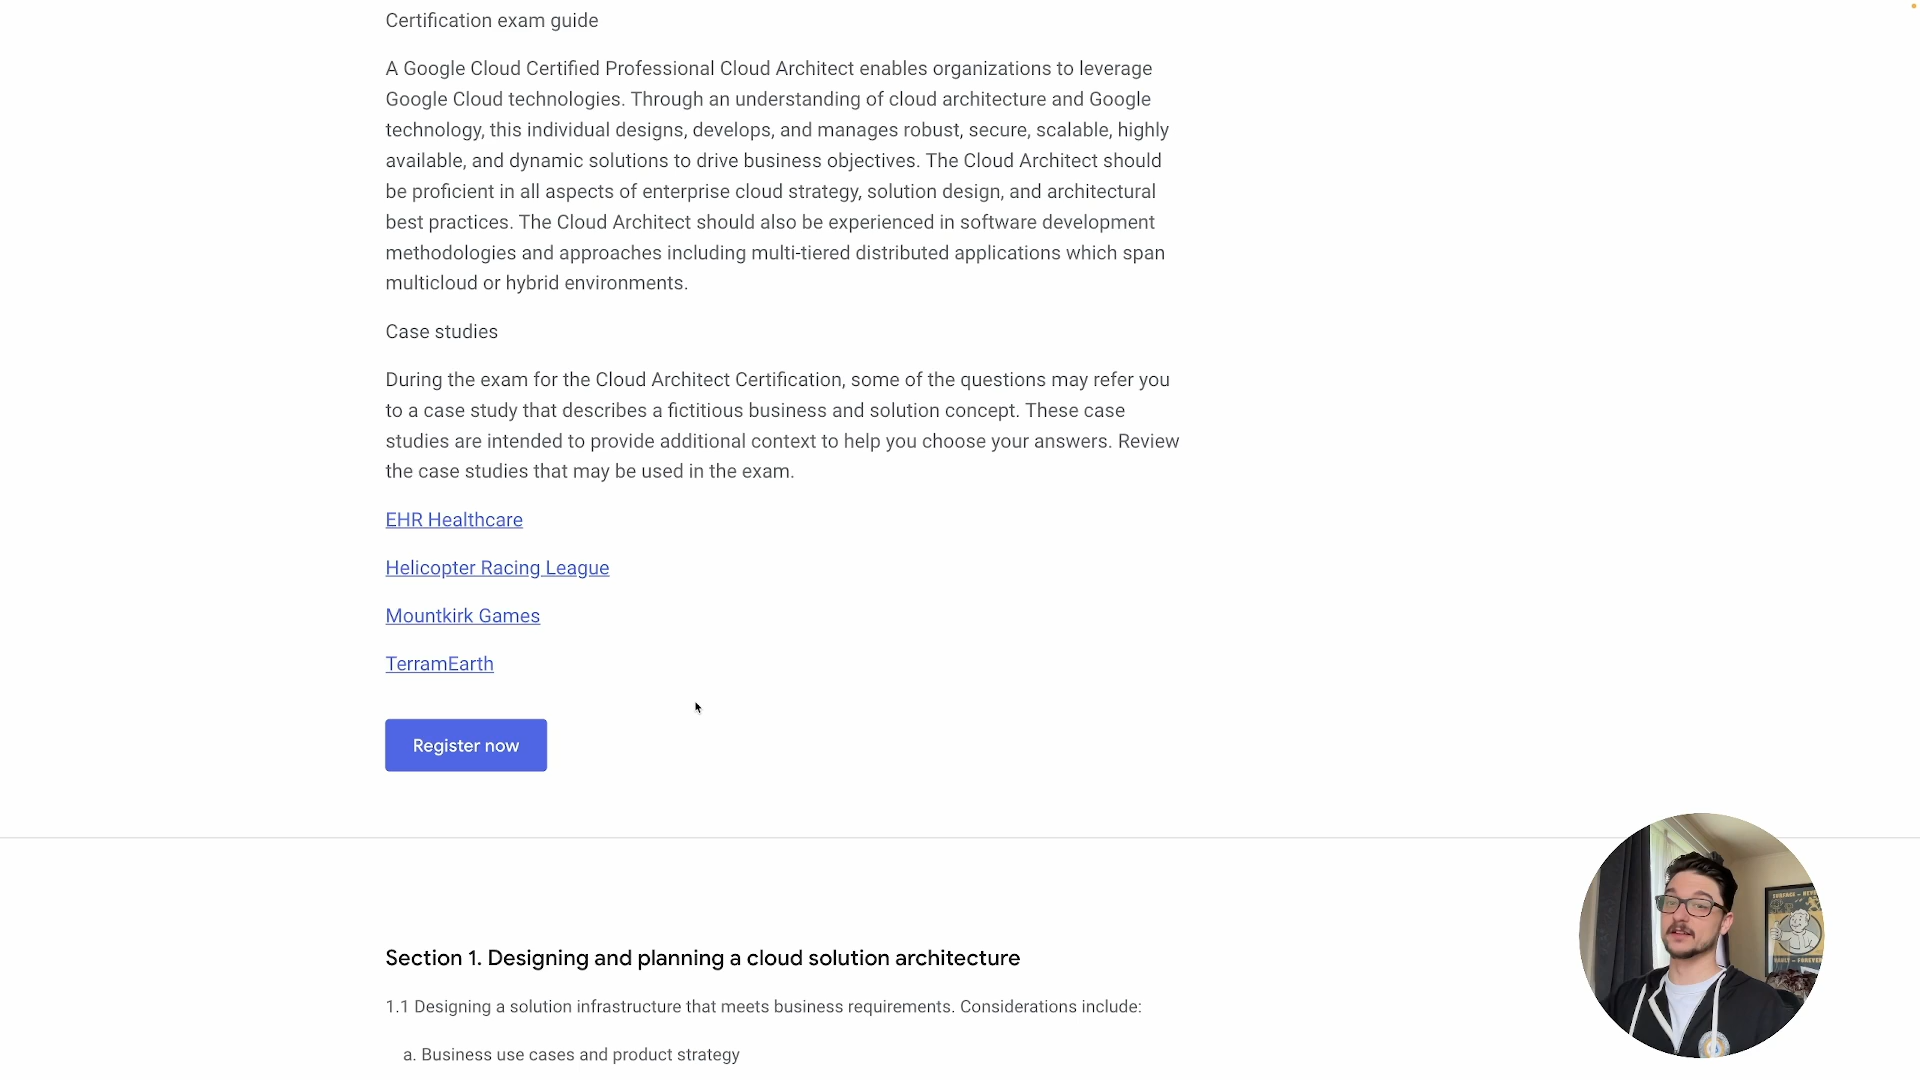 Certification exam guide
A Google Cloud Certified Professional Cloud Architect enables organizations to leverage
Google Cloud technologies. Through an understanding of cloud architecture and Google
technology, this individual designs, develops, and manages robust, secure, scalable, highly
available, and dynamic solutions to drive business objectives. The Cloud Architect should
be proficient in all aspects of enterprise cloud strategy, solution design, and architectural
best practices. The Cloud Architect should also be experienced in software development
methodologies and approaches including multi-tiered distributed applications which span
multicloud or hybrid environments.
Case studies
During the exam for the Cloud Architect Certification, some of the questions may refer you
to a case study that describes a fictitious business and solution concept. These case
studies are intended to provide additional context to help you choose your answers. Review
the case studies that may be used in the exam.
EHR Healthcare
Helicopter Racing League
Mountkirk Games
TerramEarth
Register now
Section 1. Designing and planning a cloud solution architecture
1.1 Designing a solution infrastructure that meets business requirements. Considerations include:
a. Business use cases and product strategy